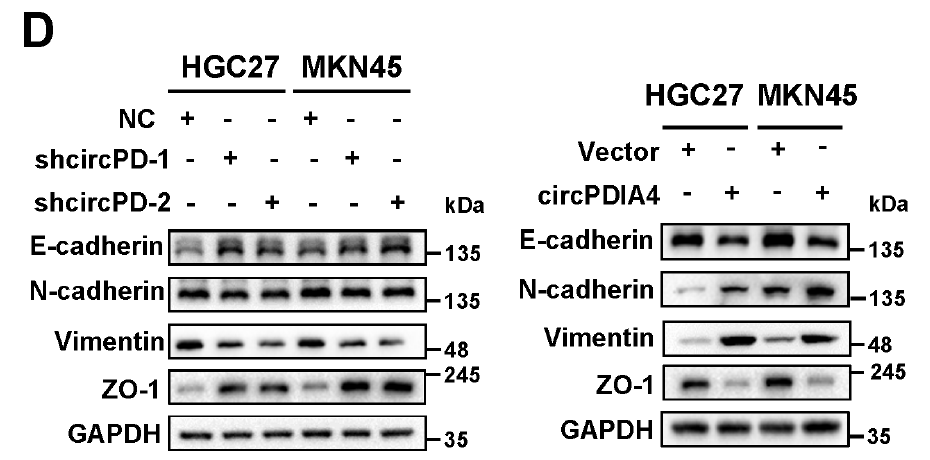 D
HGC27 MKN45
NC + - - + - -
shcircPD-1 - + - - + -
shcircPD-2 - - + - - +
kDa
E-cadherin 135
N-cadherin 135
Vimentin 48
ZO-1 245
GAPDH 35
HGC27 MKN45
Vector + - + -
circPDIA4 - + - +
kDa
E-cadherin 135
N-cadherin 135
Vimentin 48
ZO-1 245
GAPDH 35